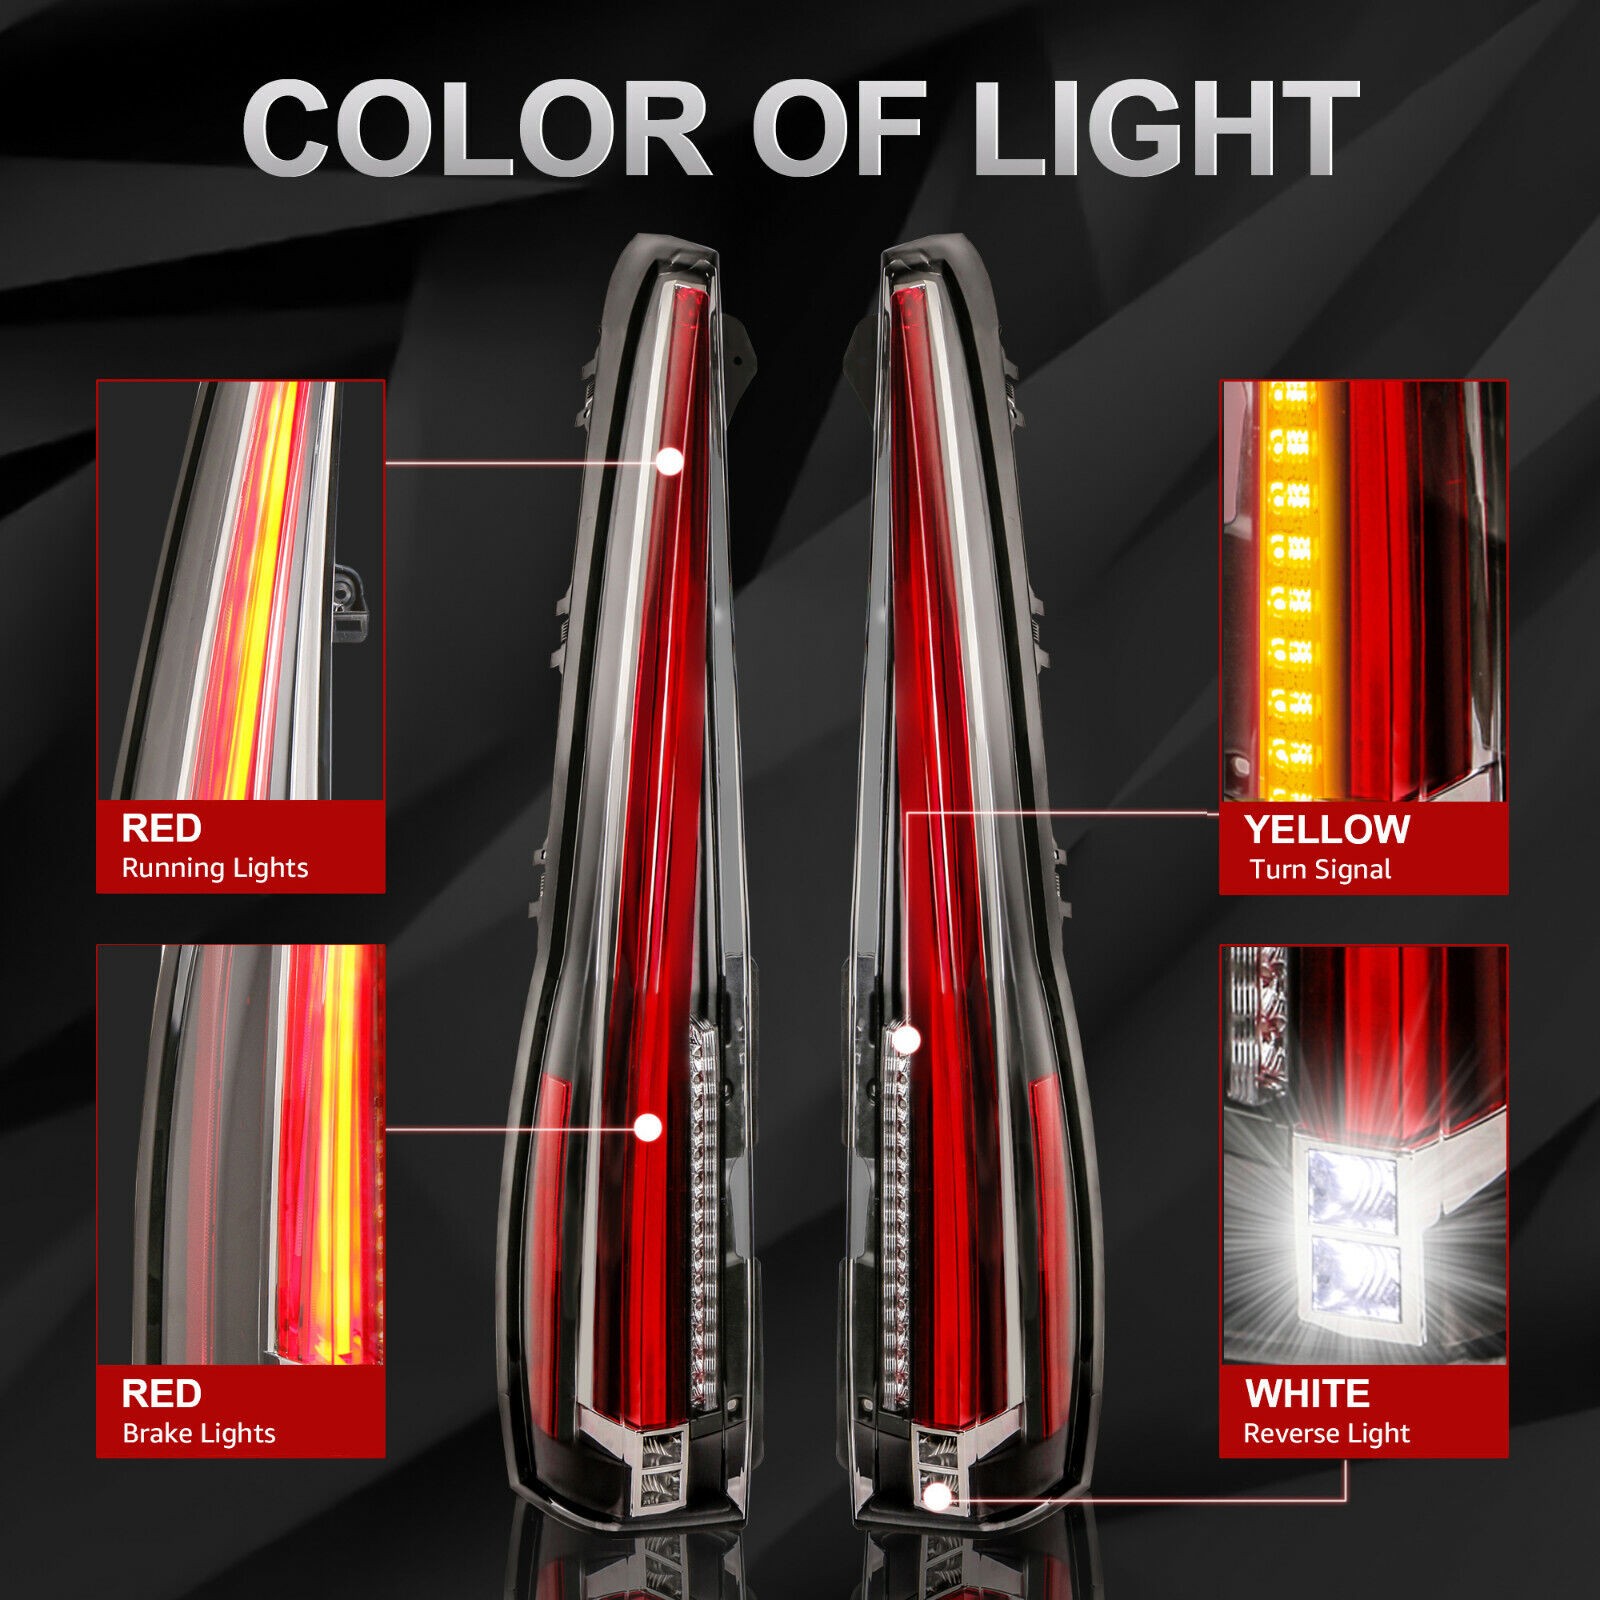 COLOR OF LIGHT
RED
Running Lights
YELLOW
Turn Signal
RED
Brake Lights
WHITE
Reverse Light